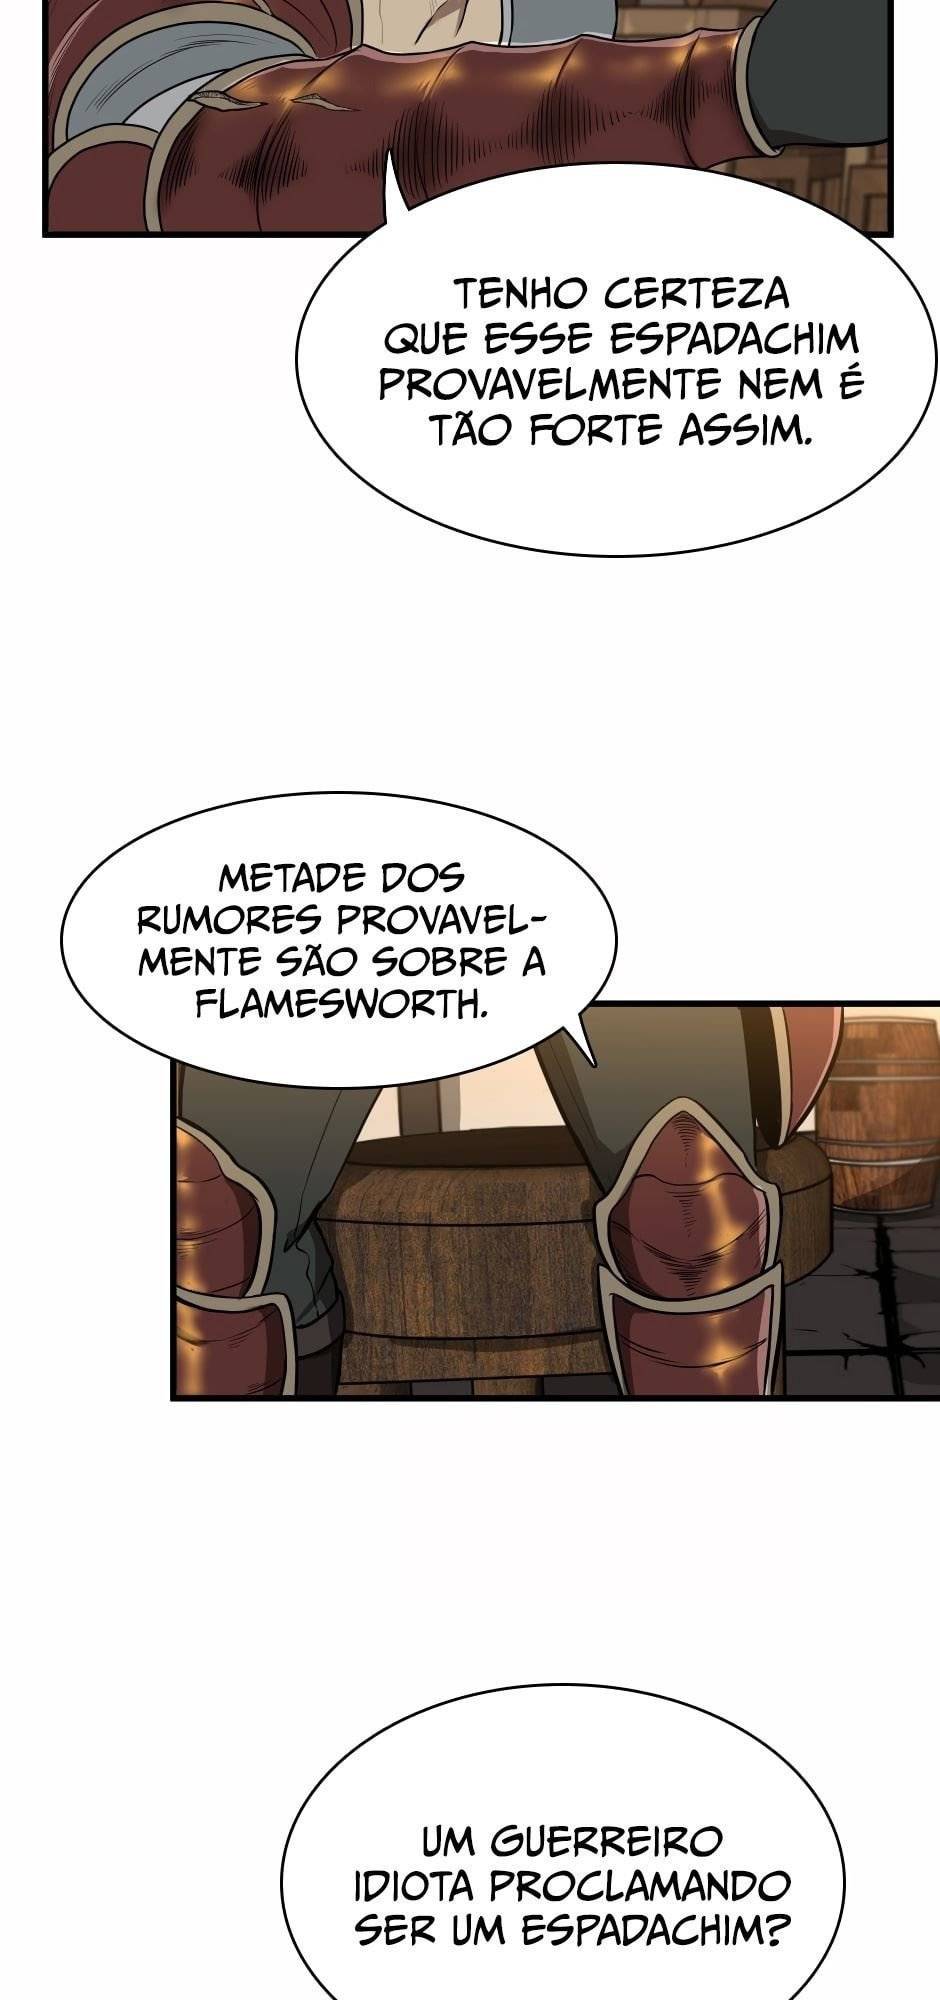 TENHO CERTEZA
QUE ESSE ESPADACHIM
PROVAVELMENTE NEM É
TÃO FORTE ASSIM.
METADE DOS
RUMORES PROVAVEL-
MENTE SÃO SOBRE A
FLAMESWORTH.
UM GUERREIRO
IDIOTA PROCLAMANDO
SER UM ESPADACHIM?